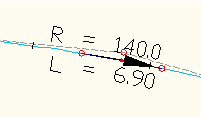 R = 140.0
L = 6.90